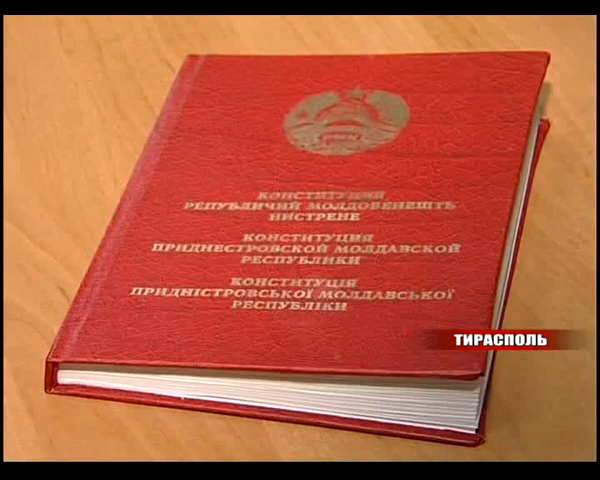 КОНСТИТУЦИЯ
РЕПУБЛИЧИЙ МОЛДОВЕНЕШТЬ
НИСТРЕНЕ
КОНСТИТУЦИЯ
ПРИДНЕСТРОВСКОЙ МОЛДАВСКОЙ
РЕСПУБЛИКИ
КОНСТИТУЦІЯ
ПРИДНІСТРОВСЬКОЇ МОЛДАВСЬКОЇ
РЕСПУБЛІКИ
ТИРАСПОЛЬ